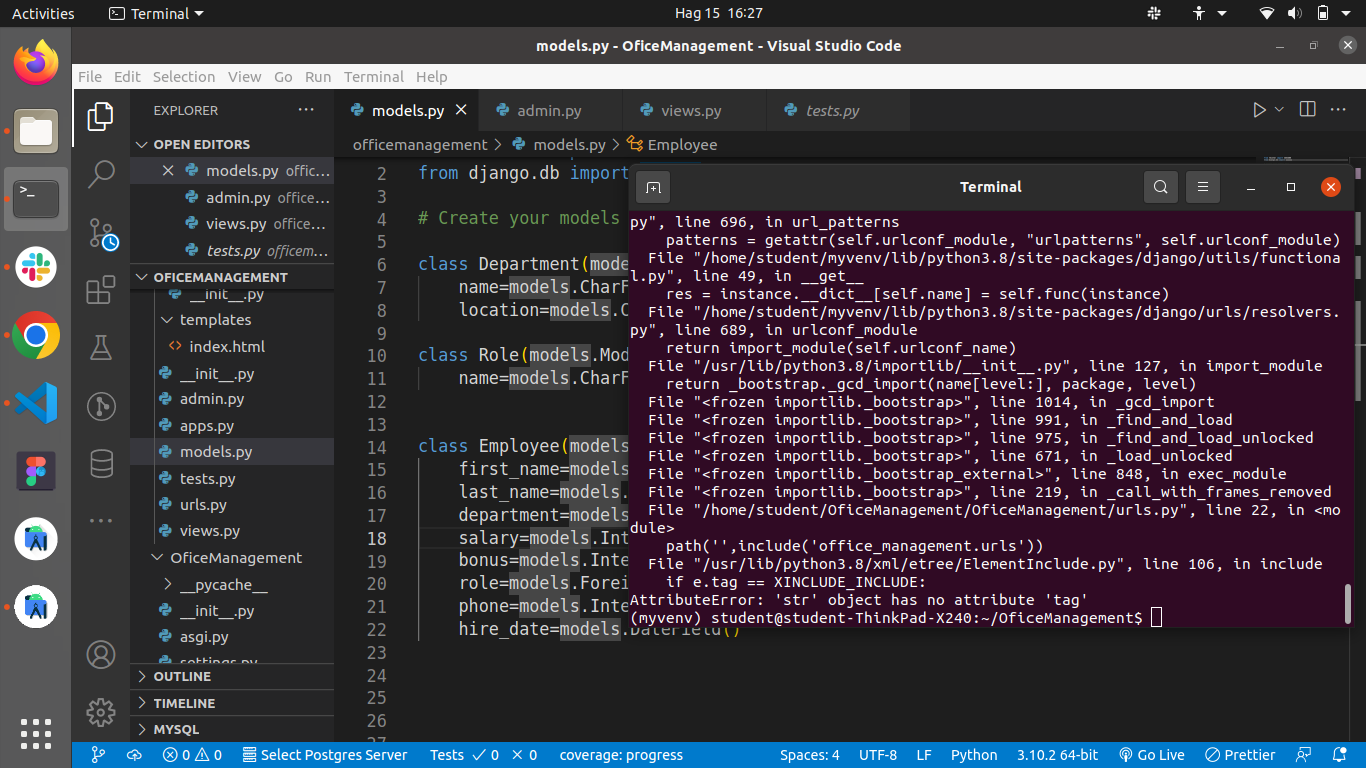 Activities
Terminal
Hag 15 16:27
models.py - OficeManagement - Visual Studio Code
File Edit Selection View Go Run Terminal Help
EXPLORER
OPEN EDITORS
models.py offic...
admin.py office...
views.py office...
tests.py officem...
OFICEMANAGEMENT
__init__.py
templates
index.html
__init__.py
admin.py
apps.py
models.py
tests.py
urls.py
views.py
OficeManagement
__pycache__
__init__.py
asgi.py
settings.py
OUTLINE
TIMELINE
MYSQL
models.py
admin.py
views.py
tests.py
officemanagement > models.py > Employee
2 from django.db import
3
4 # Create your models
5
6 class Department(mode
7 name=models.CharF
8 location=models.C
9
10 class Role(models.Mod
11 name=models.CharF
12
13
14 class Employee(models
15 first_name=models
16 last_name=models.
17 department=models
18 salary=models.Int
19 bonus=models.Inte
20 role=models.Forei
21 phone=models.Inte
22 hire_date=models.DateField()
23
24
25
26
27
Terminal
py", line 696, in url_patterns
patterns = getattr(self.urlconf_module, "urlpatterns", self.urlconf_module)
File "/home/student/myvenv/lib/python3.8/site-packages/django/utils/functiona
l.py", line 49, in __get__
res = instance.__dict__[self.name] = self.func(instance)
File "/home/student/myvenv/lib/python3.8/site-packages/django/urls/resolvers.
py", line 689, in urlconf_module
return import_module(self.urlconf_name)
File "/usr/lib/python3.8/importlib/__init__.py", line 127, in import_module
return _bootstrap._gcd_import(name[level:], package, level)
File "<frozen importlib._bootstrap>", line 1014, in _gcd_import
File "<frozen importlib._bootstrap>", line 991, in _find_and_load
File "<frozen importlib._bootstrap>", line 975, in _find_and_load_unlocked
File "<frozen importlib._bootstrap>", line 671, in _load_unlocked
File "<frozen importlib._bootstrap_external>", line 848, in exec_module
File "<frozen importlib._bootstrap>", line 219, in _call_with_frames_removed
File "/home/student/OficeManagement/OficeManagement/urls.py", line 22, in <mo
dule>
path('',include('office_management.urls'))
File "/usr/lib/python3.8/xml/etree/ElementInclude.py", line 106, in include
if e.tag == XINCLUDE_INCLUDE:
AttributeError: 'str' object has no attribute 'tag'
(myvenv) student@student-ThinkPad-X240:~/OficeManagement$
0 0 Select Postgres Server Tests 0 0 coverage: progress Spaces: 4 UTF-8 LF Python 3.10.2 64-bit Go Live Prettier